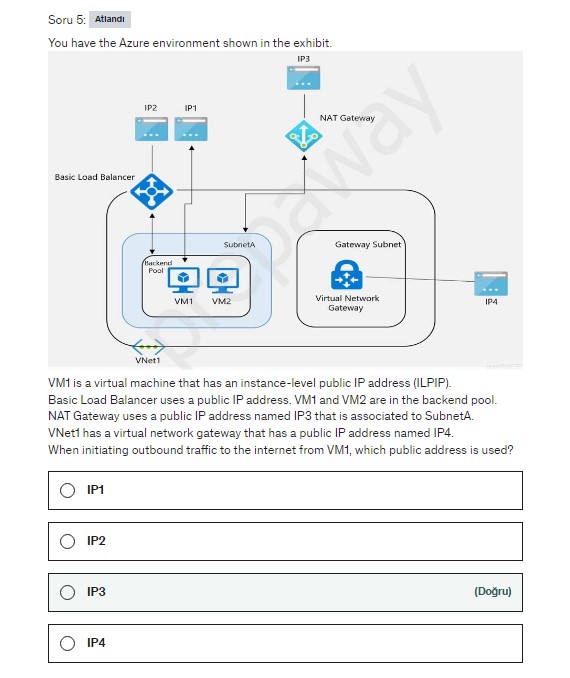 Soru 5: Atlandı
You have the Azure environment shown in the exhibit.
IP3
IP2 IP1
NAT Gateway
Basic Load Balancer
SubnetA
Gateway Subnet
Backend
Pool
VM1 VM2
Virtual Network
Gateway
IP4
VNet1
prepaway
VM1 is a virtual machine that has an instance-level public IP address (ILPIP).
Basic Load Balancer uses a public IP address. VM1 and VM2 are in the backend pool.
NAT Gateway uses a public IP address named IP3 that is associated to SubnetA.
VNet1 has a virtual network gateway that has a public IP address named IP4.
When initiating outbound traffic to the internet from VM1, which public address is used?
IP1
IP2
IP3 (Doğru)
IP4